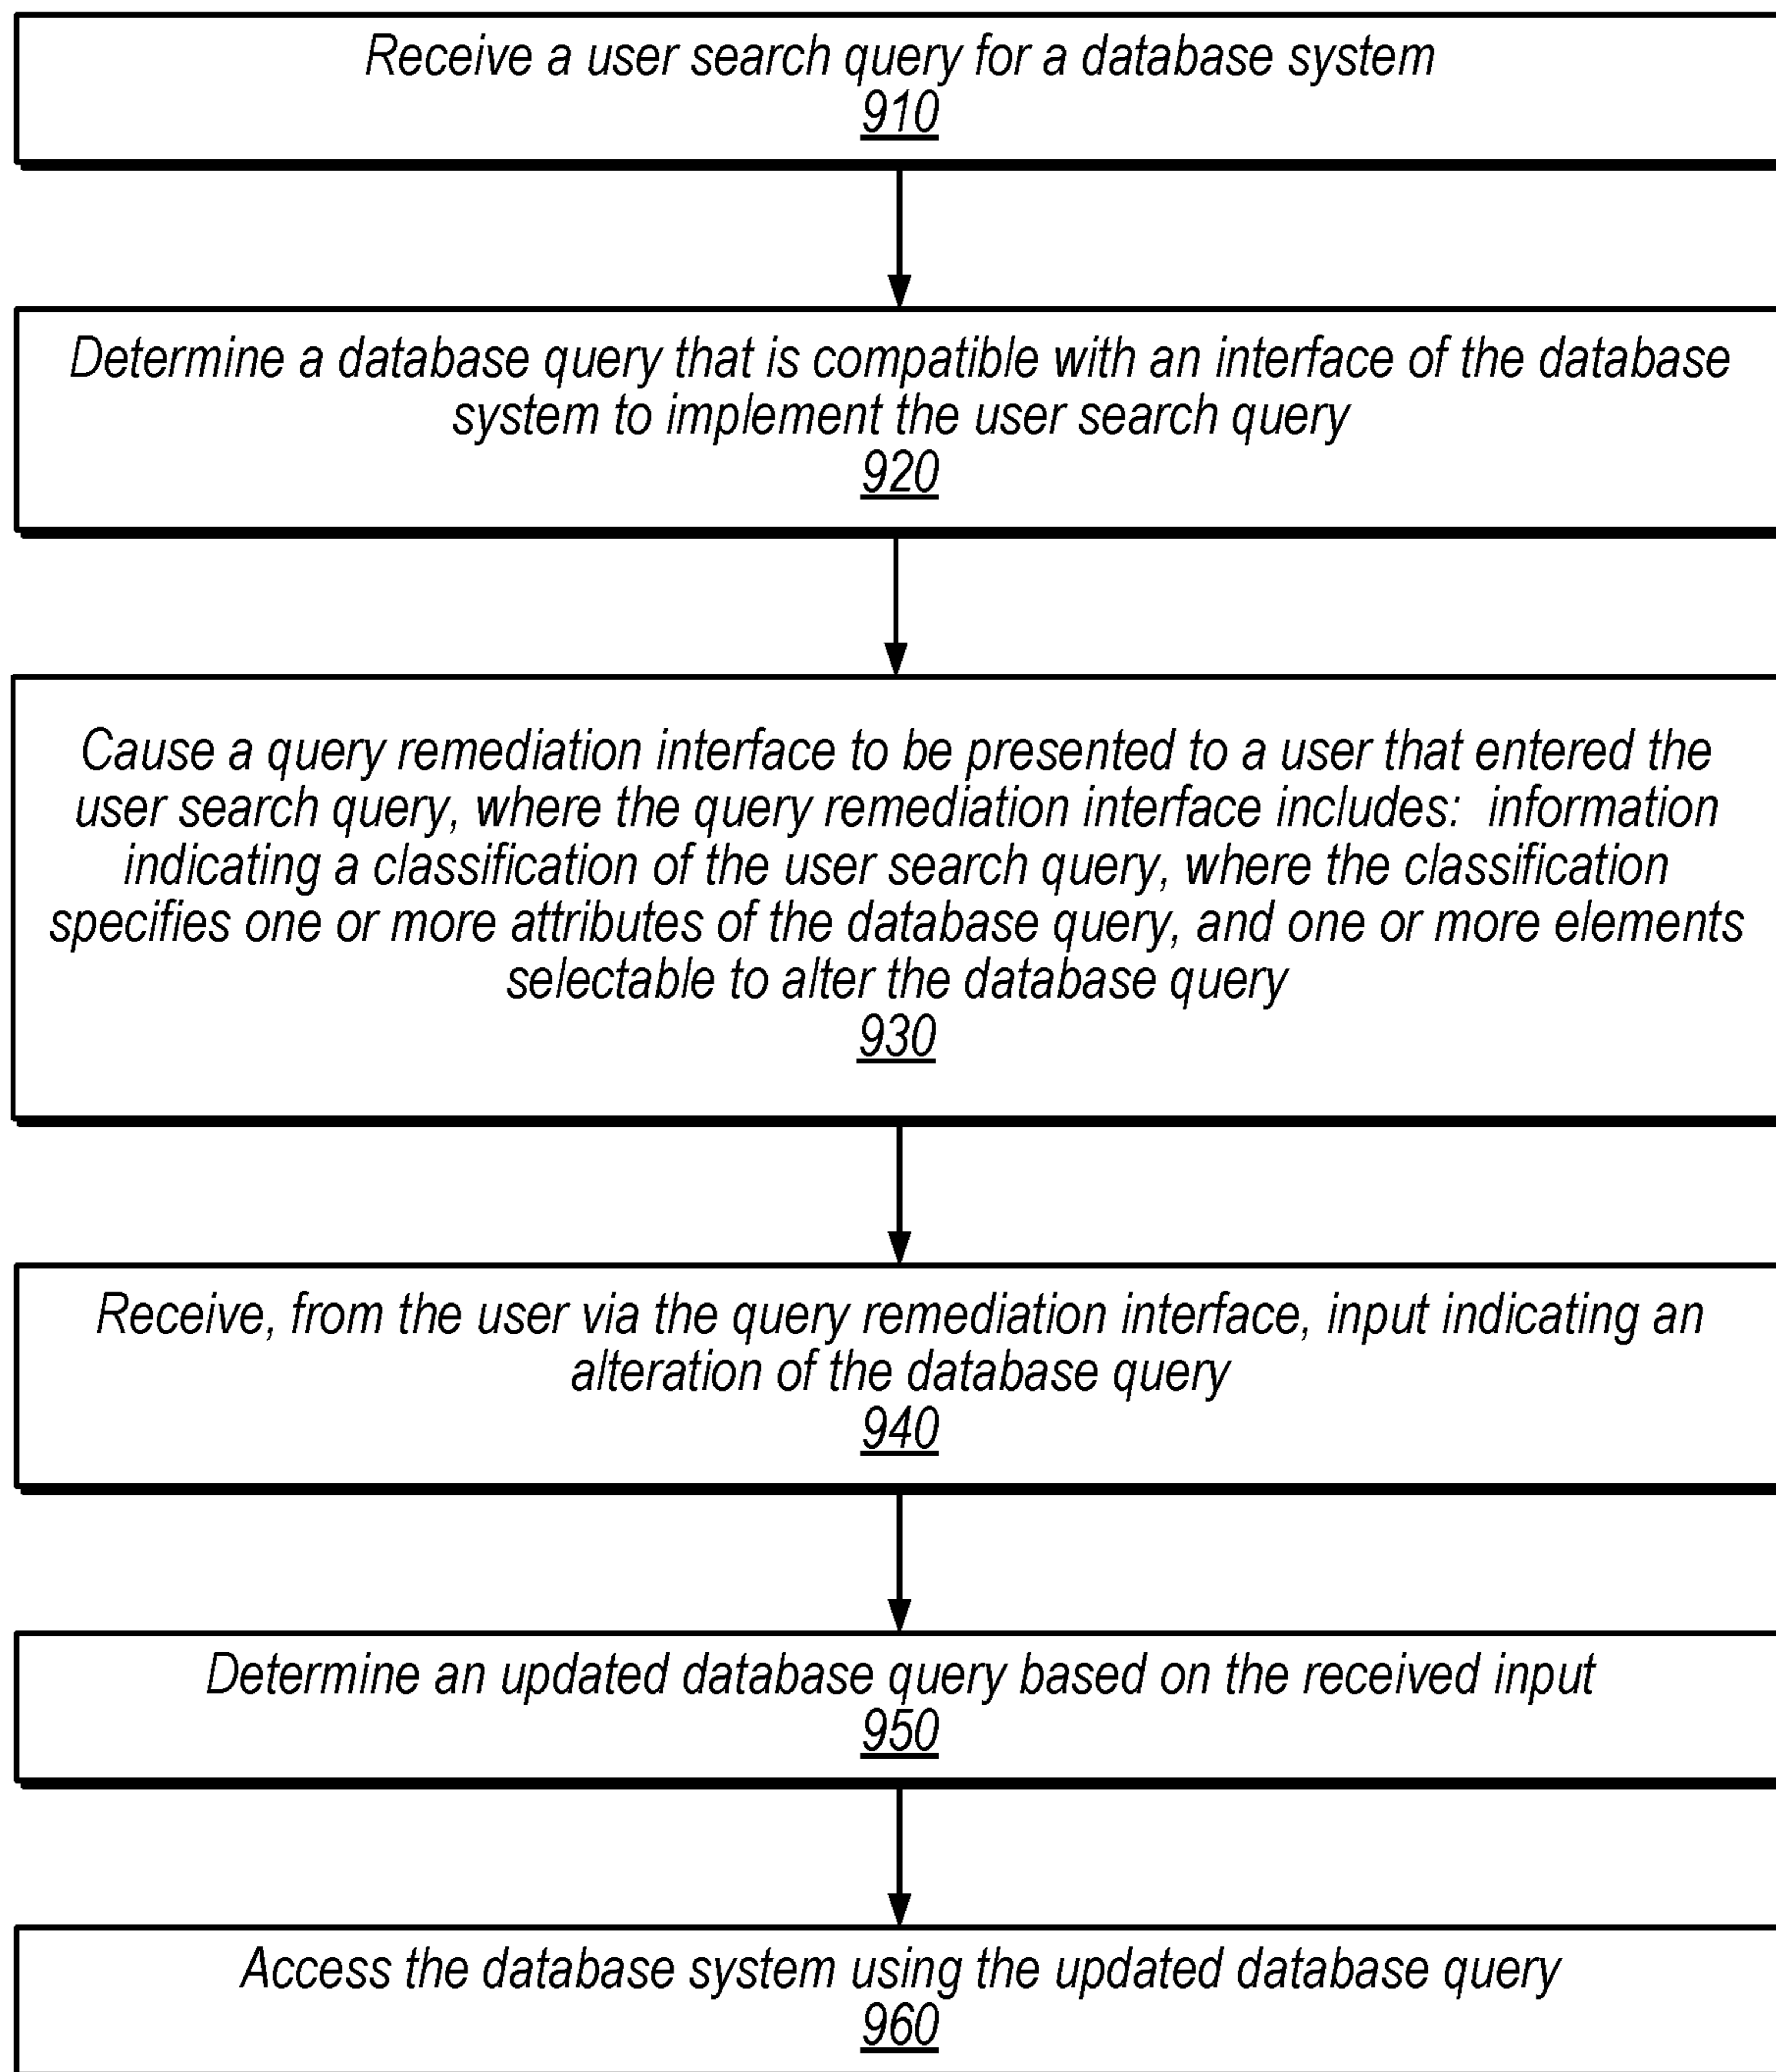 Receive a user search query for a database system
910
Determine a database query that is compatible with an interface of the database
system to implement the user search query
920
Cause a query remediation interface to be presented to a user that entered the
user search query, where the query remediation interface includes: information
indicating a classification of the user search query, where the classification
specifies one or more attributes of the database query, and one or more elements
selectable to alter the database query
930
Receive, from the user via the query remediation interface, input indicating an
alteration of the database query
940
Determine an updated database query based on the received input
950
Access the database system using the updated database query
960